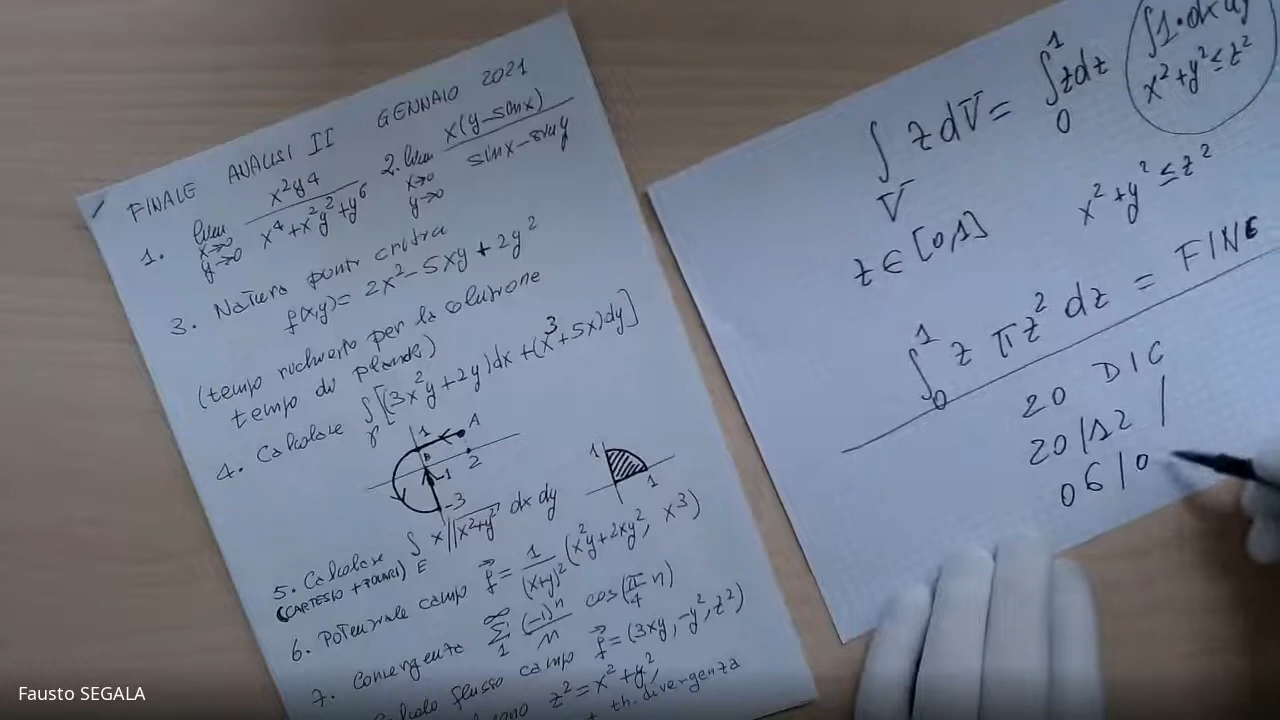 FINALE ANALISI II GENNAIO 2021
1. lim x→0 y→0 x²y⁴ / (x⁴+x²y²+y⁶) 2. lim x→0 y→0 x(y-sinx) / (sinx-siny)
3. Natura punti critici
f(x,y)= 2x²-5xy+2y²
(tempo richiesto per la soluzione
tempo di plank)
4. Calcolare ∫γ [(3x²y+2y)dx+(x³+5x)dy]
1 A
B
-1 2
-3
1
1
5. Calcolare ∫E x √(x²+y²) dx dy
(CARTESIO + POLARI)
6. Potenziale campo f⃗= 1/(x+y)² (x²y+2xy², x³)
7. Convergenza ∑₁^∞ (-1)ⁿ/n cos(π/4 n)
flusso campo f⃗=(3xy, -y², z²)
z²=x²+y²,
th. divergenza
∫V z dV = ∫₀¹ z dz ∫1·dx dy
x²+y²≤z²
z∈[0,1] x²+y²≤z²
∫₀¹ z πz² dz = FINE
20 DIC
20/12/
06/0
Fausto SEGALA